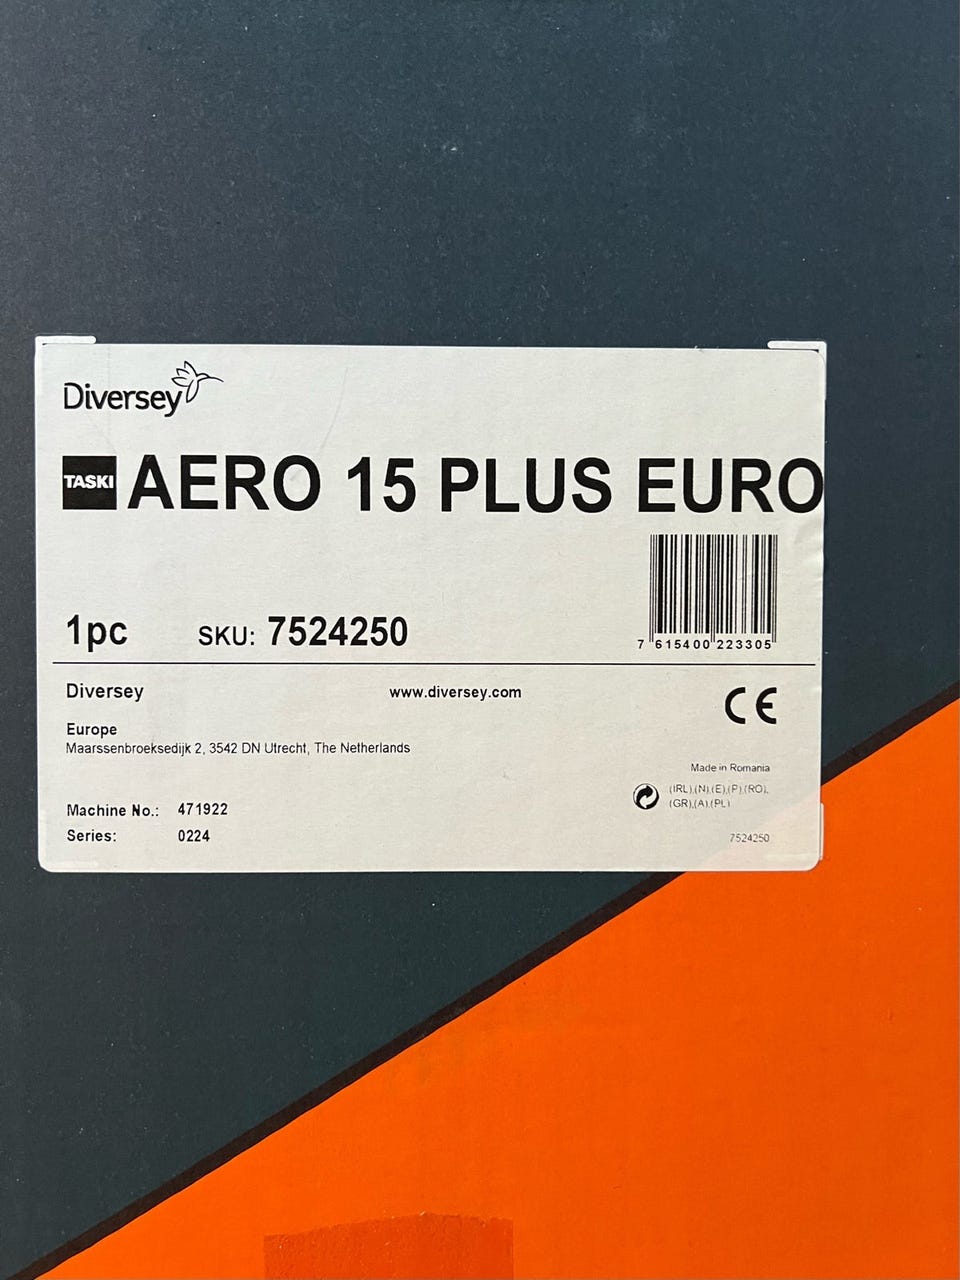 Diversey
TASKI AERO 15 PLUS EURO
1pc SKU: 7524250
7 615400 223305
Diversey www.diversey.com
CE
Europe
Maarssenbroeksedijk 2, 3542 DN Utrecht, The Netherlands
Made in Romania
(IRL),(N),(E),(P),(RO),
(GR),(A),(PL)
Machine No.: 471922
Series: 0224
7524250